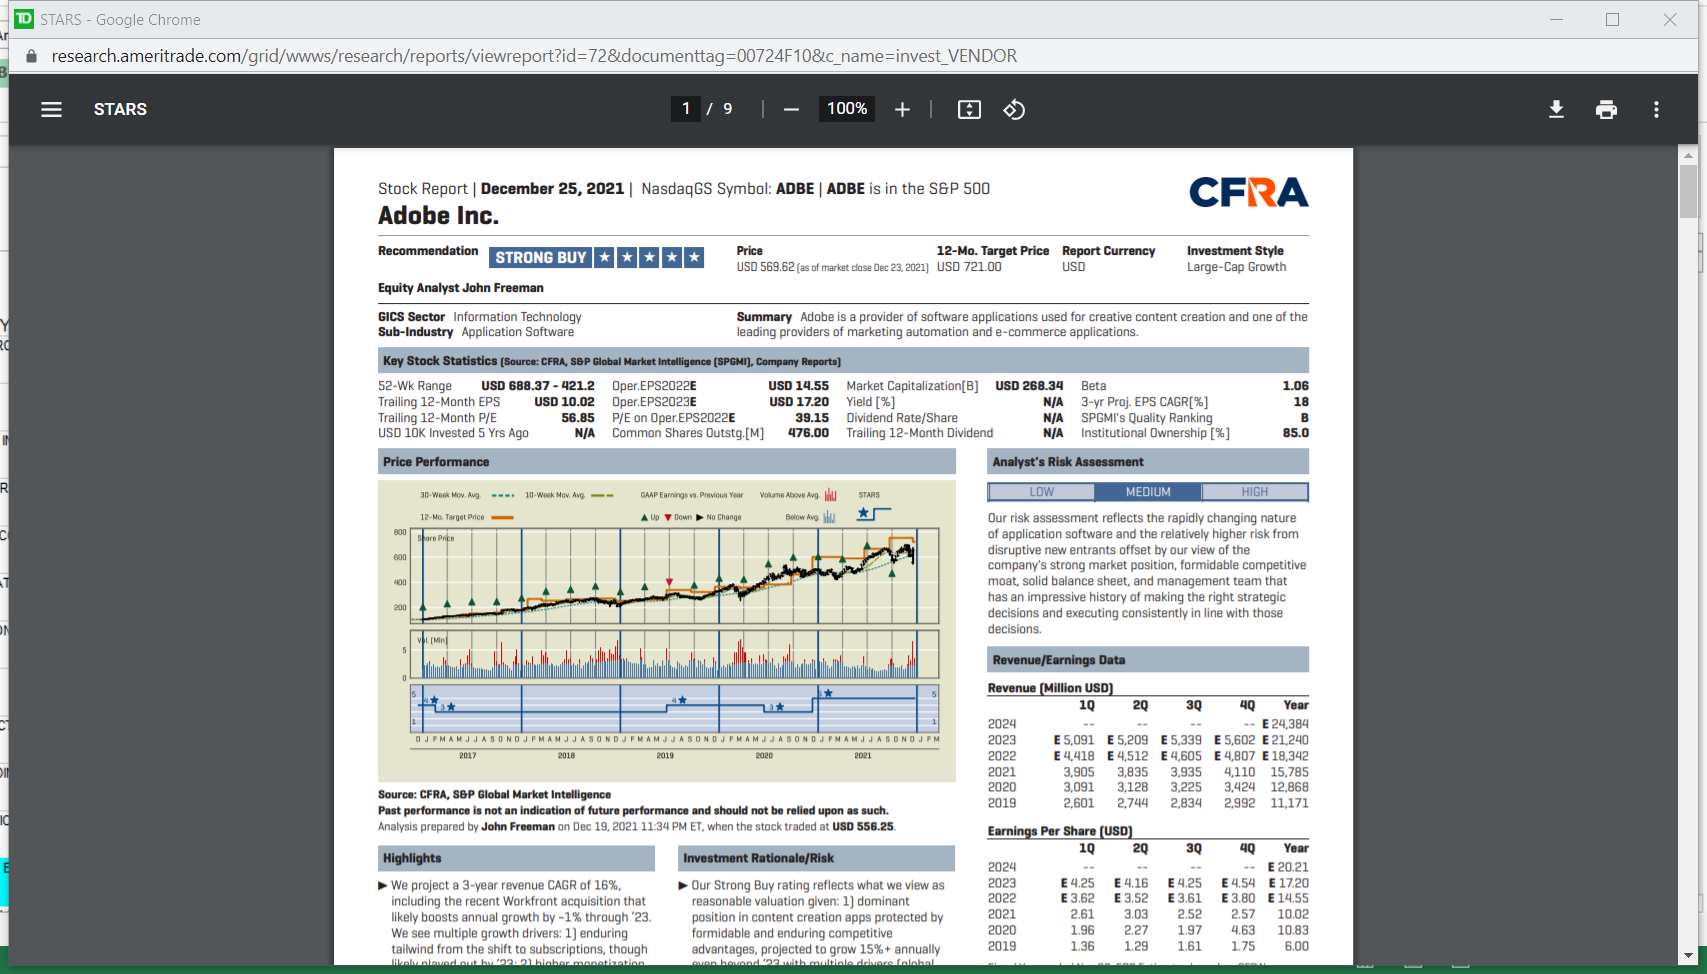 STARS - Google Chrome
research.ameritrade.com/grid/wwws/research/reports/viewreport?id=72&documenttag=00724F10&c_name=invest_VENDOR
STARS
1 / 9
100%
Stock Report | December 25, 2021 | NasdaqGS Symbol: ADBE | ADBE is in the S&P 500
CFRA
Adobe Inc.
Recommendation STRONG BUY ★ ★ ★ ★ ★
Price
USD 569.62 (as of market close Dec 23, 2021)
12-Mo. Target Price
USD 721.00
Report Currency
USD
Investment Style
Large-Cap Growth
Equity Analyst John Freeman
GICS Sector Information Technology
Sub-Industry Application Software
Summary Adobe is a provider of software applications used for creative content creation and one of the
leading providers of marketing automation and e-commerce applications.
Key Stock Statistics (Source: CFRA, S&P Global Market Intelligence (SPGMI), Company Reports)
52-Wk Range USD 688.37 - 421.2 Oper.EPS2022E USD 14.55 Market Capitalization[B] USD 268.34 Beta 1.06
Trailing 12-Month EPS USD 10.02 Oper.EPS2023E USD 17.20 Yield [%] N/A 3-yr Proj. EPS CAGR[%] 18
Trailing 12-Month P/E 56.85 P/E on Oper.EPS2022E 39.15 Dividend Rate/Share N/A SPGMI's Quality Ranking B
USD 10K Invested 5 Yrs Ago N/A Common Shares Outstg.[M] 476.00 Trailing 12-Month Dividend N/A Institutional Ownership [%] 85.0
Price Performance
30-Week Mov. Avg. 10-Week Mov. Avg. GAAP Earnings vs. Previous Year Volume Above Avg. STARS
12-Mo. Target Price ▲ Up ▼ Down ▶ No Change Below Avg.
Share Price
800
600
400
200
Vol. (Mln)
5
0
5 5
4 ★ 3 ★ 4 ★ 3 ★ 5 ★
1 1
D J F M A M J J A S O N D J F M A M J J A S O N D J F M A M J J A S O N D J F M A M J J A S O N D J F M A M J J A S O N D J F M
2017 2018 2019 2020 2021
Source: CFRA, S&P Global Market Intelligence
Past performance is not an indication of future performance and should not be relied upon as such.
Analysis prepared by John Freeman on Dec 19, 2021 11:34 PM ET, when the stock traded at USD 556.25.
Highlights
▶ We project a 3-year revenue CAGR of 16%,
including the recent Workfront acquisition that
likely boosts annual growth by ~1% through '23.
We see multiple growth drivers: 1) enduring
tailwind from the shift to subscriptions, though
likely played out by '23; 2) higher monetization
Investment Rationale/Risk
▶ Our Strong Buy rating reflects what we view as
reasonable valuation given: 1) dominant
position in content creation apps protected by
formidable and enduring competitive
advantages, projected to grow 15%+ annually
even beyond '23 with multiple drivers (global
Analyst's Risk Assessment
LOW MEDIUM HIGH
Our risk assessment reflects the rapidly changing nature
of application software and the relatively higher risk from
disruptive new entrants offset by our view of the
company's strong market position, formidable competitive
moat, solid balance sheet, and management team that
has an impressive history of making the right strategic
decisions and executing consistently in line with those
decisions.
Revenue/Earnings Data
Revenue (Million USD)
1Q 2Q 3Q 4Q Year
2024 -- -- -- -- E 24,384
2023 E 5,091 E 5,209 E 5,339 E 5,602 E 21,240
2022 E 4,418 E 4,512 E 4,605 E 4,807 E 18,342
2021 3,905 3,835 3,935 4,110 15,785
2020 3,091 3,128 3,225 3,424 12,868
2019 2,601 2,744 2,834 2,992 11,171
Earnings Per Share (USD)
1Q 2Q 3Q 4Q Year
2024 -- -- -- -- E 20.21
2023 E 4.25 E 4.16 E 4.25 E 4.54 E 17.20
2022 E 3.62 E 3.52 E 3.61 E 3.80 E 14.55
2021 2.61 3.03 2.52 2.57 10.02
2020 1.96 2.27 1.97 4.63 10.83
2019 1.36 1.29 1.61 1.75 6.00